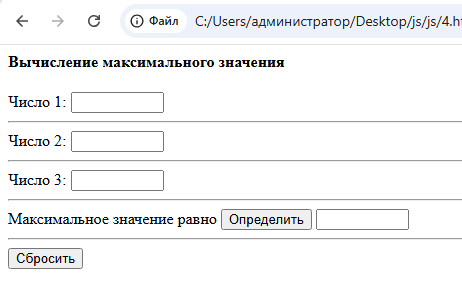 Файл C:/Users/администратор/Desktop/js/js/4.ht
Вычисление максимального значения
Число 1:
Число 2:
Число 3:
Максимальное значение равно Определить
Сбросить